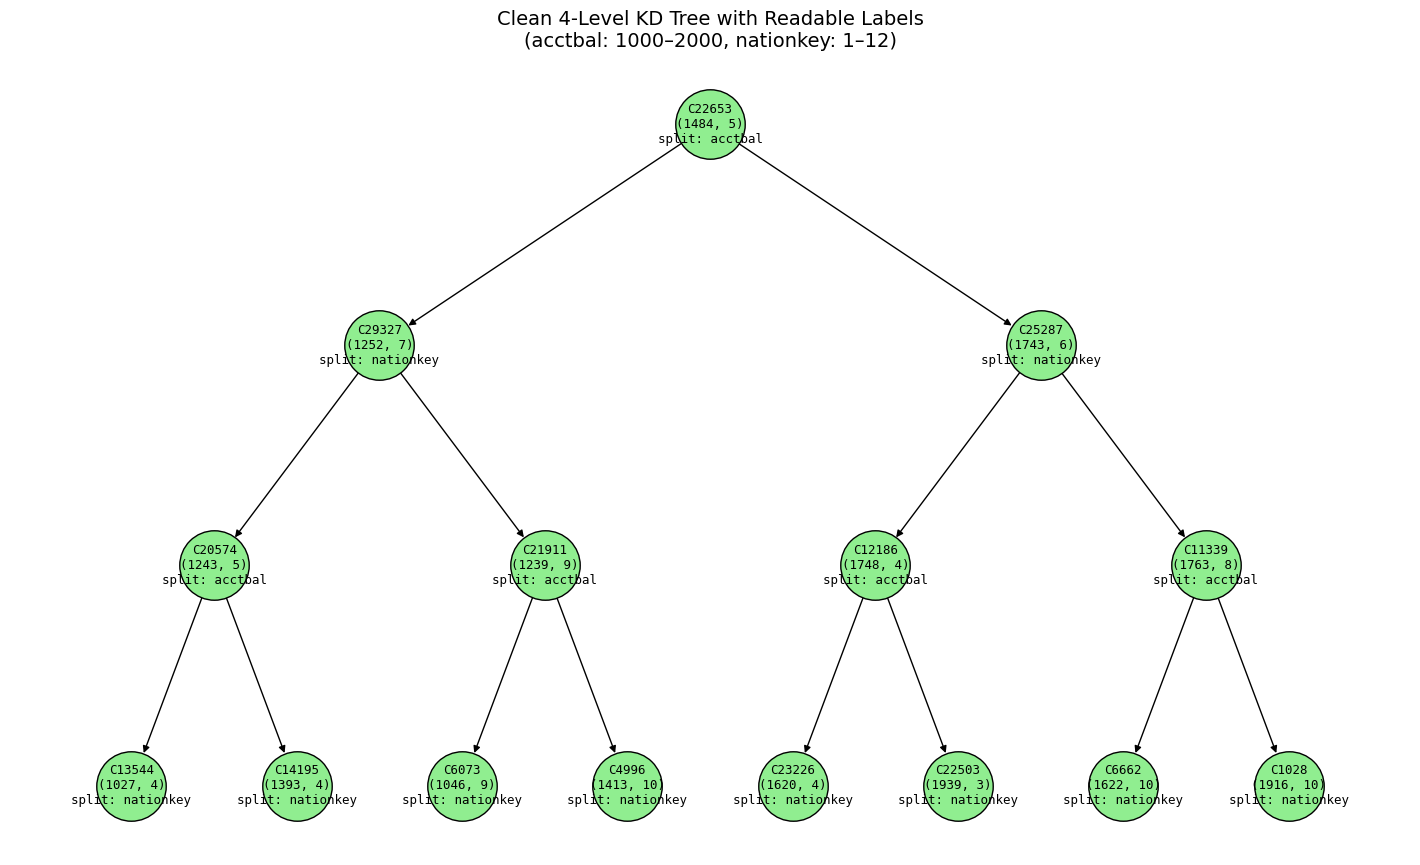 Clean 4-Level KD Tree with Readable Labels
(acctbal: 1000–2000, nationkey: 1–12)
C22653
(1484, 5)
split: acctbal
C29327
(1252, 7)
split: nationkey
C25287
(1743, 6)
split: nationkey
C20574
(1243, 5)
split: acctbal
C21911
(1239, 9)
split: acctbal
C12186
(1748, 4)
split: acctbal
C11339
(1763, 8)
split: acctbal
C13544
(1027, 4)
split: nationkey
C14195
(1393, 4)
split: nationkey
C6073
(1046, 9)
split: nationkey
C4996
(1413, 10)
split: nationkey
C23226
(1620, 4)
split: nationkey
C22503
(1939, 3)
split: nationkey
C6662
(1622, 10)
split: nationkey
C1028
(1916, 10)
split: nationkey